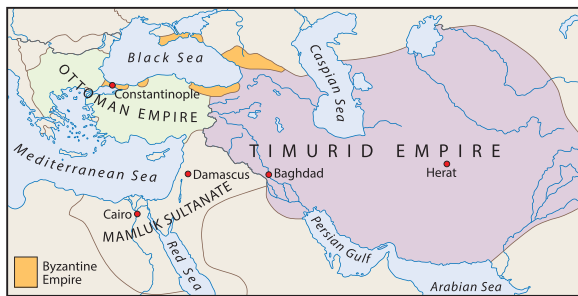 Black Sea
Caspian Sea
OTTOMAN EMPIRE
Constantinople
TIMURID EMPIRE
Mediterranean Sea
Damascus
Baghdad
Herat
MAMLUK SULTANATE
Cairo
Red Sea
Persian Gulf
Arabian Sea
Byzantine
Empire